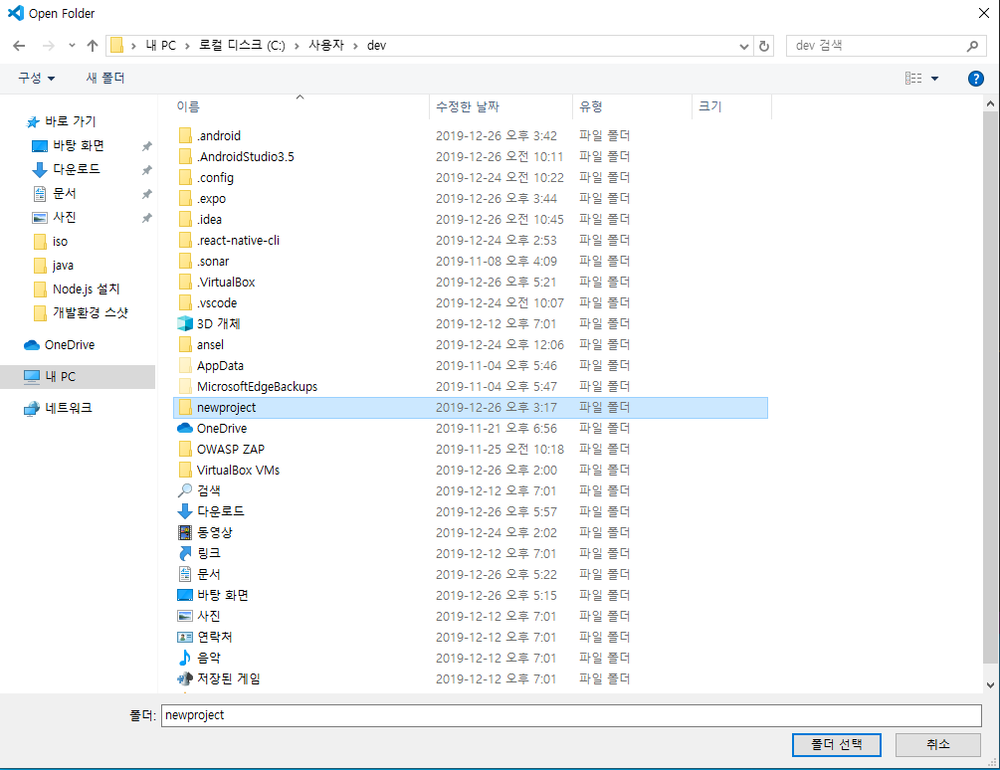 Open Folder
내 PC › 로컬 디스크 (C:) › 사용자 › dev
dev 검색
구성
새 폴더
이름 수정한 날짜 유형 크기
바로 가기
바탕 화면
다운로드
문서
사진
iso
java
Node.js 설치
개발환경 스샷
OneDrive
내 PC
네트워크
.android 2019-12-26 오후 3:42 파일 폴더
.AndroidStudio3.5 2019-12-26 오전 10:11 파일 폴더
.config 2019-12-24 오전 10:22 파일 폴더
.expo 2019-12-26 오후 3:44 파일 폴더
.idea 2019-12-26 오전 10:45 파일 폴더
.react-native-cli 2019-12-24 오후 2:53 파일 폴더
.sonar 2019-11-08 오후 4:09 파일 폴더
.VirtualBox 2019-12-26 오후 5:21 파일 폴더
.vscode 2019-12-24 오전 10:07 파일 폴더
3D 개체 2019-12-12 오후 7:01 파일 폴더
ansel 2019-12-24 오후 12:06 파일 폴더
AppData 2019-11-04 오후 5:46 파일 폴더
MicrosoftEdgeBackups 2019-11-04 오후 5:47 파일 폴더
newproject 2019-12-26 오후 3:17 파일 폴더
OneDrive 2019-11-21 오후 6:56 파일 폴더
OWASP ZAP 2019-11-25 오전 10:18 파일 폴더
VirtualBox VMs 2019-12-26 오후 2:00 파일 폴더
검색 2019-12-12 오후 7:01 파일 폴더
다운로드 2019-12-26 오후 5:57 파일 폴더
동영상 2019-12-24 오후 2:02 파일 폴더
링크 2019-12-12 오후 7:01 파일 폴더
문서 2019-12-26 오후 5:22 파일 폴더
바탕 화면 2019-12-26 오후 5:15 파일 폴더
사진 2019-12-12 오후 7:01 파일 폴더
연락처 2019-12-12 오후 7:01 파일 폴더
음악 2019-12-12 오후 7:01 파일 폴더
저장된 게임 2019-12-12 오후 7:01 파일 폴더
폴더: newproject
폴더 선택
취소